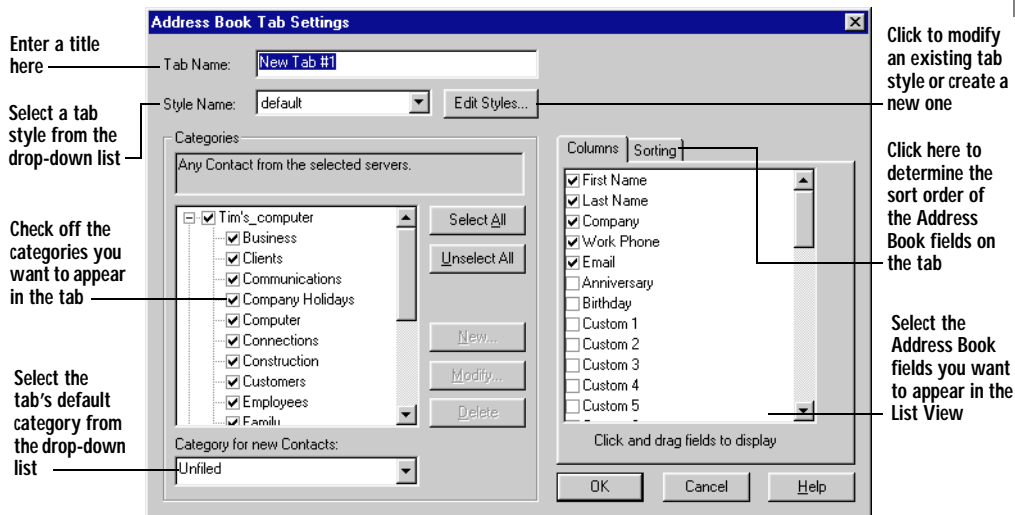 Address Book Tab Settings
Enter a title
here
Tab Name:
New Tab #1
Select a tab
style from the
drop-down list
Style Name:
default
Edit Styles...
Click to modify
an existing tab
style or create a
new one
Categories
Any Contact from the selected servers.
Check off the
categories you
want to appear
in the tab
Tim's_computer
Business
Clients
Communications
Company Holidays
Computer
Connections
Construction
Customers
Employees
Family
Select All
Unselect All
New...
Modify...
Delete
Select the
tab's default
category from
the drop-down
list
Category for new Contacts:
Unfiled
Columns
Sorting
Click here to
determine the
sort order of
the Address
Book fields on
the tab
First Name
Last Name
Company
Work Phone
Email
Anniversary
Birthday
Custom 1
Custom 2
Custom 3
Custom 4
Custom 5
Select the
Address Book
fields you want
to appear in the
List View
Click and drag fields to display
OK
Cancel
Help